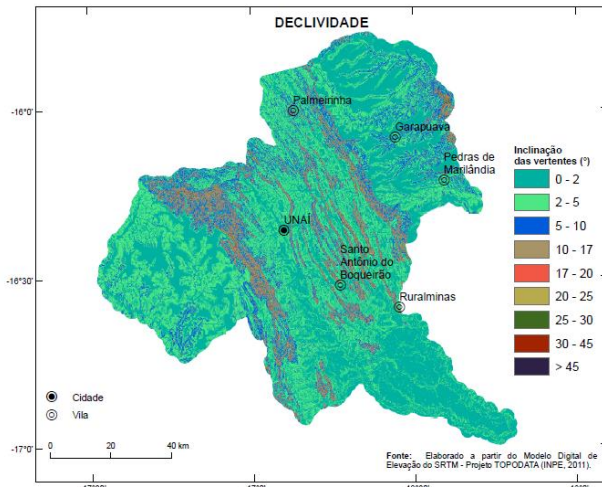 DECLIVIDADE
-16°0'
-16°30'
-17°0'
Palmeirinha
Garapuava
Pedras de
Marilândia
UNAÍ
Santo
Antônio do
Boqueirão
Ruralminas
Inclinação
das vertentes (º)
0 - 2
2 - 5
5 - 10
10 - 17
17 - 20
20 - 25
25 - 30
30 - 45
> 45
Cidade
Vila
0 20 40 km
Fonte: Elaborado a partir do Modelo Digital de
Elevação do SRTM - Projeto TOPODATA (INPE, 2011).